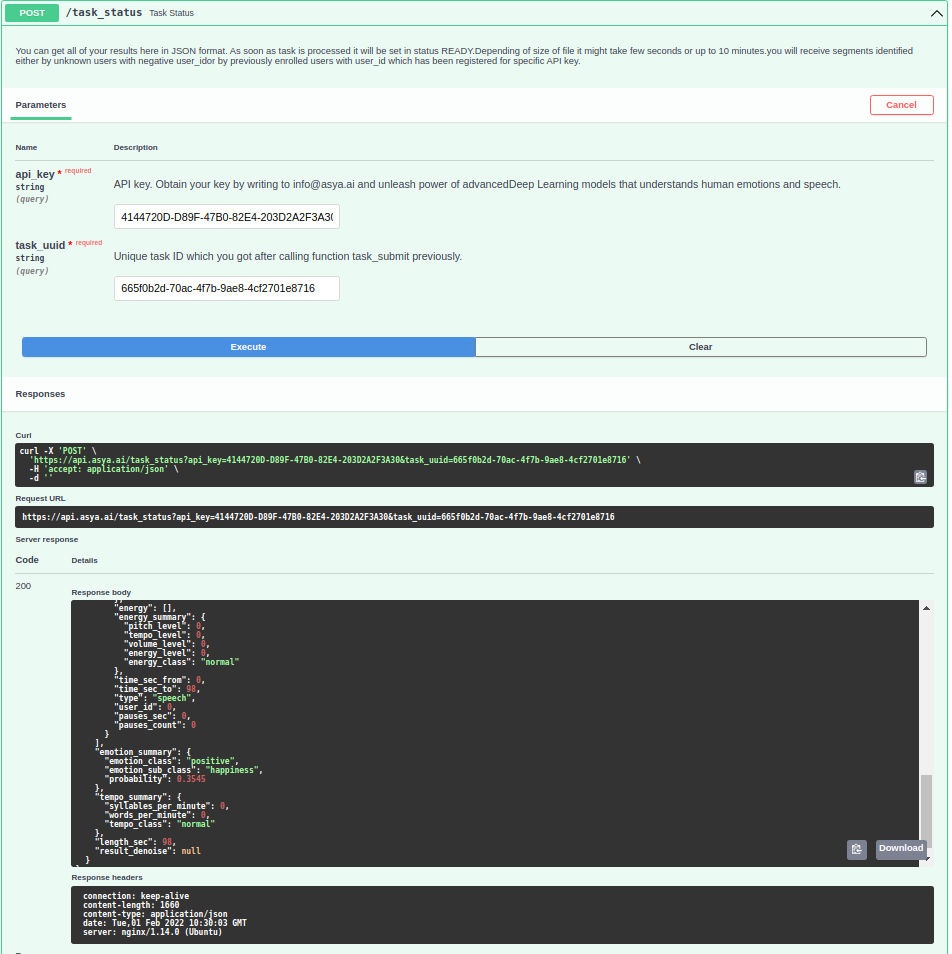 POST /task_status Task Status
You can get all of your results here in JSON format. As soon as task is processed it will be set in status READY.Depending of size of file it might take few seconds or up to 10 minutes.you will receive segments identified
either by unknown users with negative user_idor by previously enrolled users with user_id which has been registered for specific API key.
Parameters
Cancel
Name Description
api_key * required
string
(query)
API key. Obtain your key by writing to info@asya.ai and unleash power of advancedDeep Learning models that understands human emotions and speech.
4144720D-D89F-47B0-82E4-203D2A2F3A3(
task_uuid * required
string
(query)
Unique task ID which you got after calling function task_submit previously.
665f0b2d-70ac-4f7b-9ae8-4cf2701e8716
Execute Clear
Responses
Curl
curl -X 'POST' \
'https://api.asya.ai/task_status?api_key=4144720D-D89F-47B0-82E4-203D2A2F3A30&task_uuid=665f0b2d-70ac-4f7b-9ae8-4cf2701e8716' \
-H 'accept: application/json' \
-d ''
Request URL
https://api.asya.ai/task_status?api_key=4144720D-D89F-47B0-82E4-203D2A2F3A30&task_uuid=665f0b2d-70ac-4f7b-9ae8-4cf2701e8716
Server response
Code Details
200
Response body
"energy": [],
"energy_summary": {
"pitch_level": 0,
"tempo_level": 0,
"volume_level": 0,
"energy_level": 0,
"energy_class": "normal"
},
"time_sec_from": 0,
"time_sec_to": 98,
"type": "speech",
"user_id": 0,
"pauses_sec": 0,
"pauses_count": 0
}
],
"emotion_summary": {
"emotion_class": "positive",
"emotion_sub_class": "happiness",
"probability": 0.3545
},
"tempo_summary": {
"syllables_per_minute": 0,
"words_per_minute": 0,
"tempo_class": "normal"
},
"length_sec": 98,
"result_denoise": null
}
Download
Response headers
connection: keep-alive
content-length: 1660
content-type: application/json
date: Tue,01 Feb 2022 10:30:03 GMT
server: nginx/1.14.0 (Ubuntu)